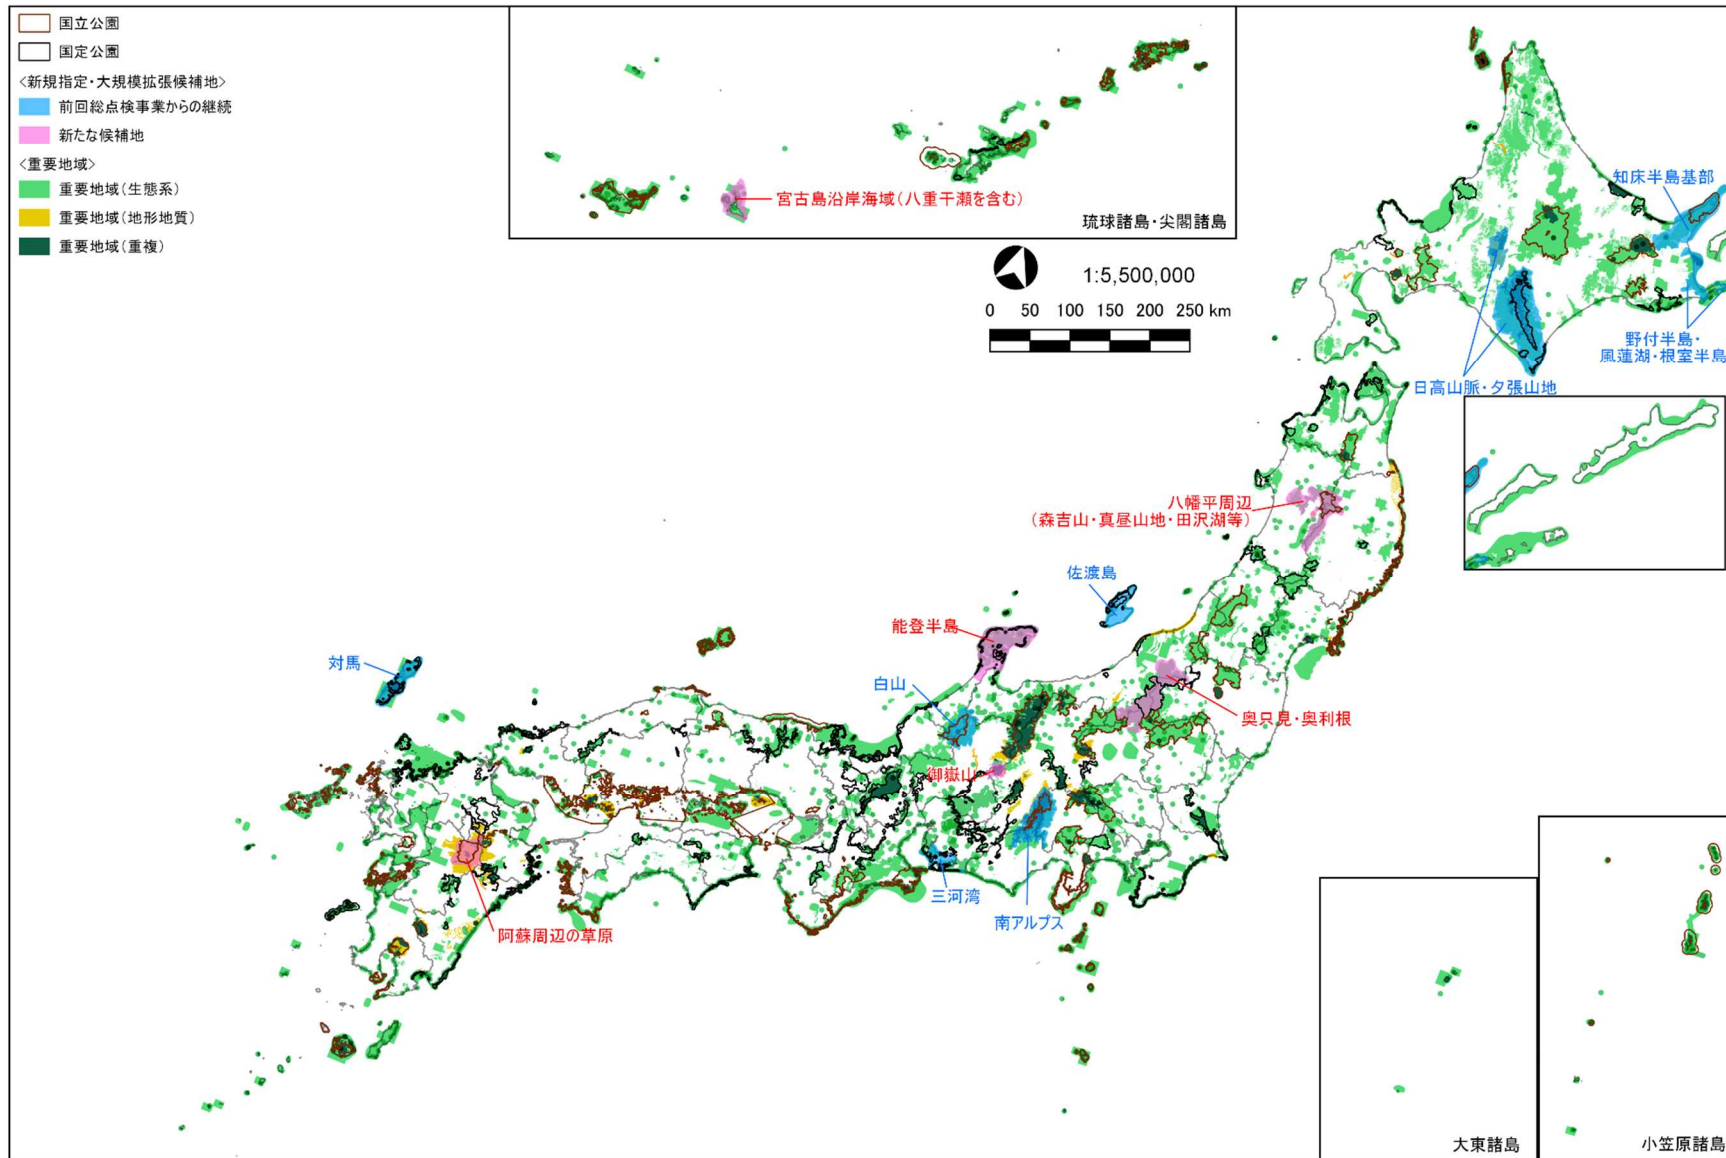 国立公園
国定公園
<新規指定・大規模拡張候補地>
前回総点検事業からの継続
新たな候補地
<重要地域>
重要地域(生態系)
重要地域(地形地質)
重要地域(重複)
宮古島沿岸海域(八重干瀬を含む)
琉球諸島・尖閣諸島
1:5,500,000
0 50 100 150 200 250 km
知床半島基部
野付半島・
風蓮湖・根室半島
日高山脈・夕張山地
八幡平周辺
(森吉山・真昼山地・田沢湖等)
佐渡島
能登半島
対馬
白山
奥只見・奥利根
御嶽山
三河湾
南アルプス
阿蘇周辺の草原
大東諸島
小笠原諸島